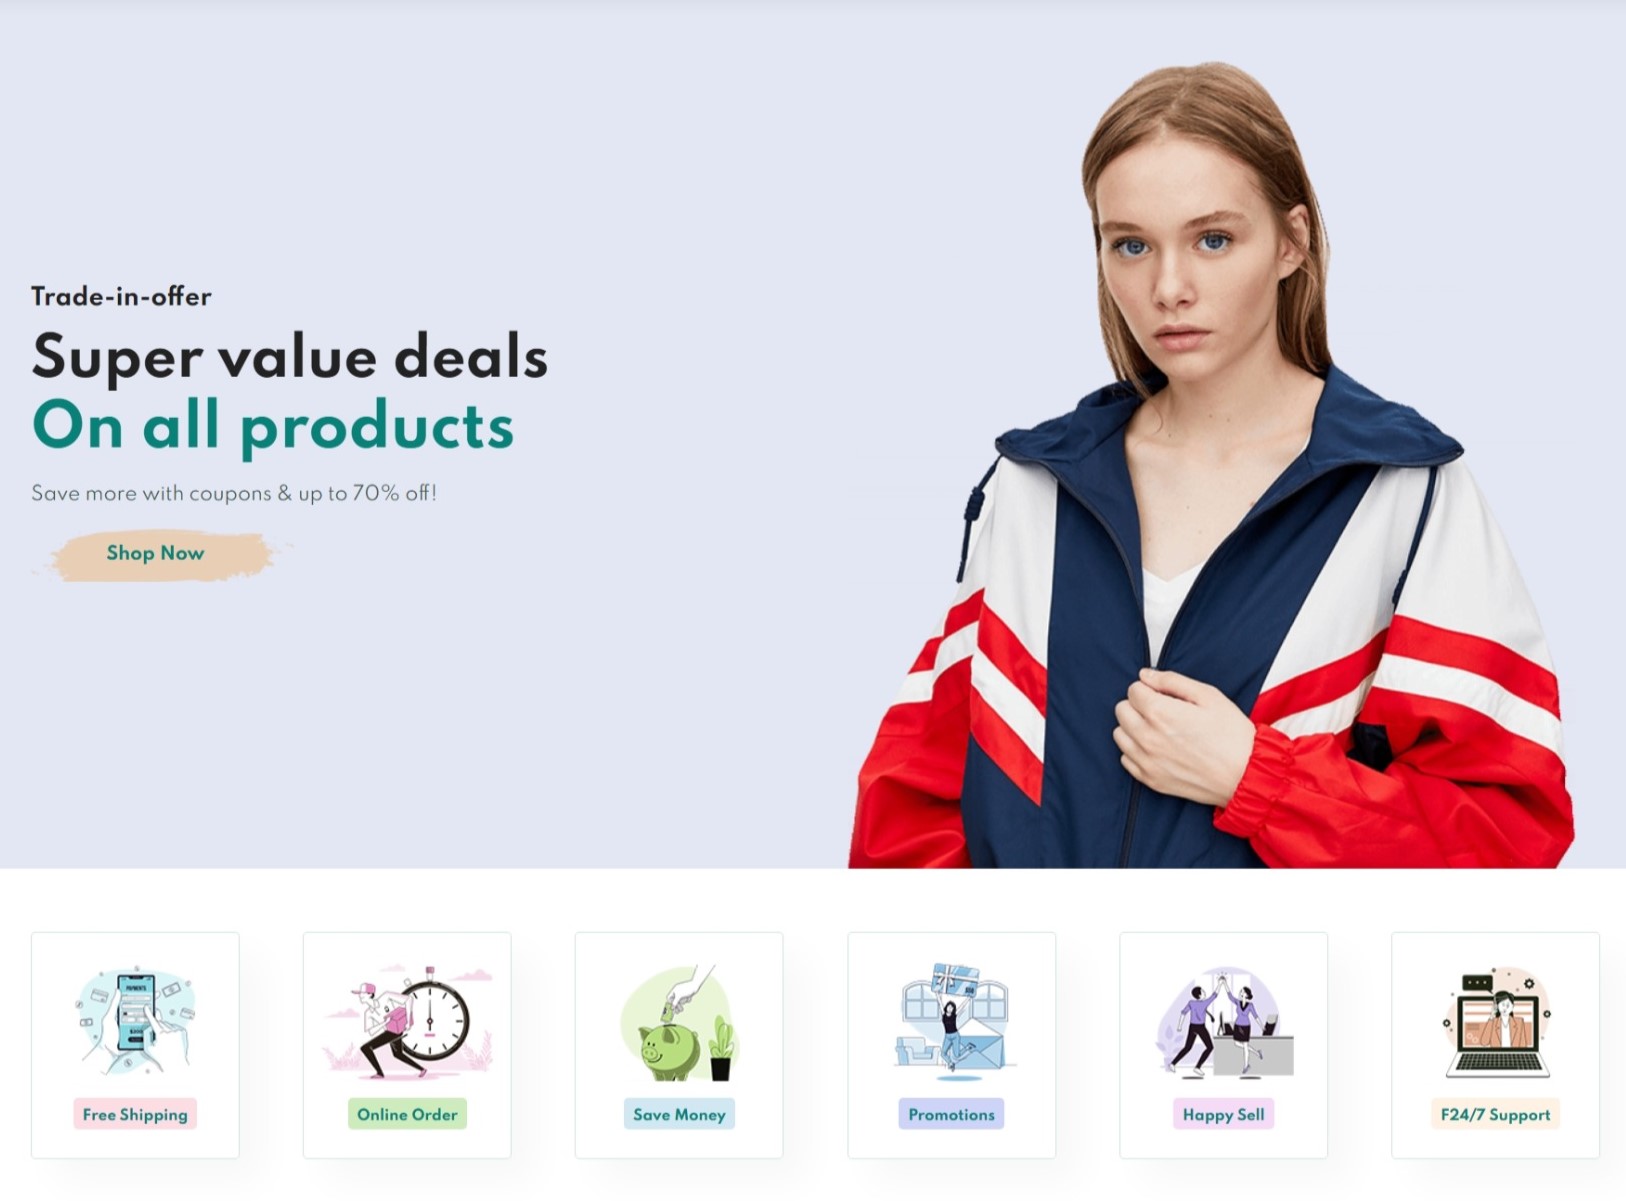 Trade-in-offer
Super value deals
On all products
Save more with coupons & up to 70% off!
Shop Now
PAYMENTS
Free Shipping
Online Order
Save Money
Promotions
Happy Sell
F24/7 Support